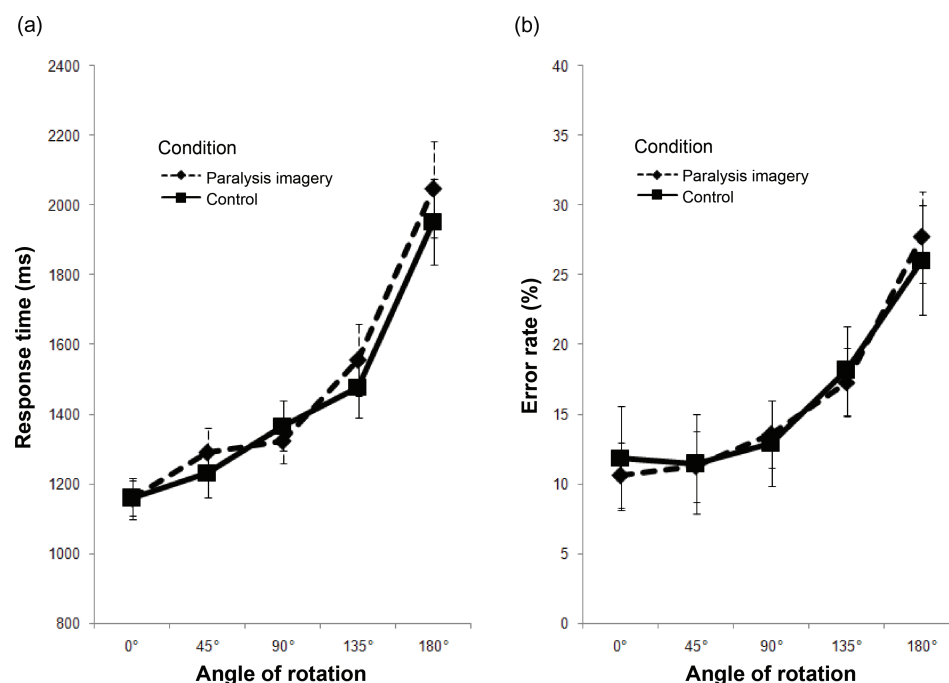 (a)
2400
2200
2000
1800
1600
1400
1200
1000
800
Response time (ms)
Condition
Paralysis imagery
Control
0°
45°
90°
135°
180°
Angle of rotation
(b)
40
35
30
25
20
15
10
5
0
Error rate (%)
Condition
Paralysis imagery
Control
0°
45°
90°
135°
180°
Angle of rotation